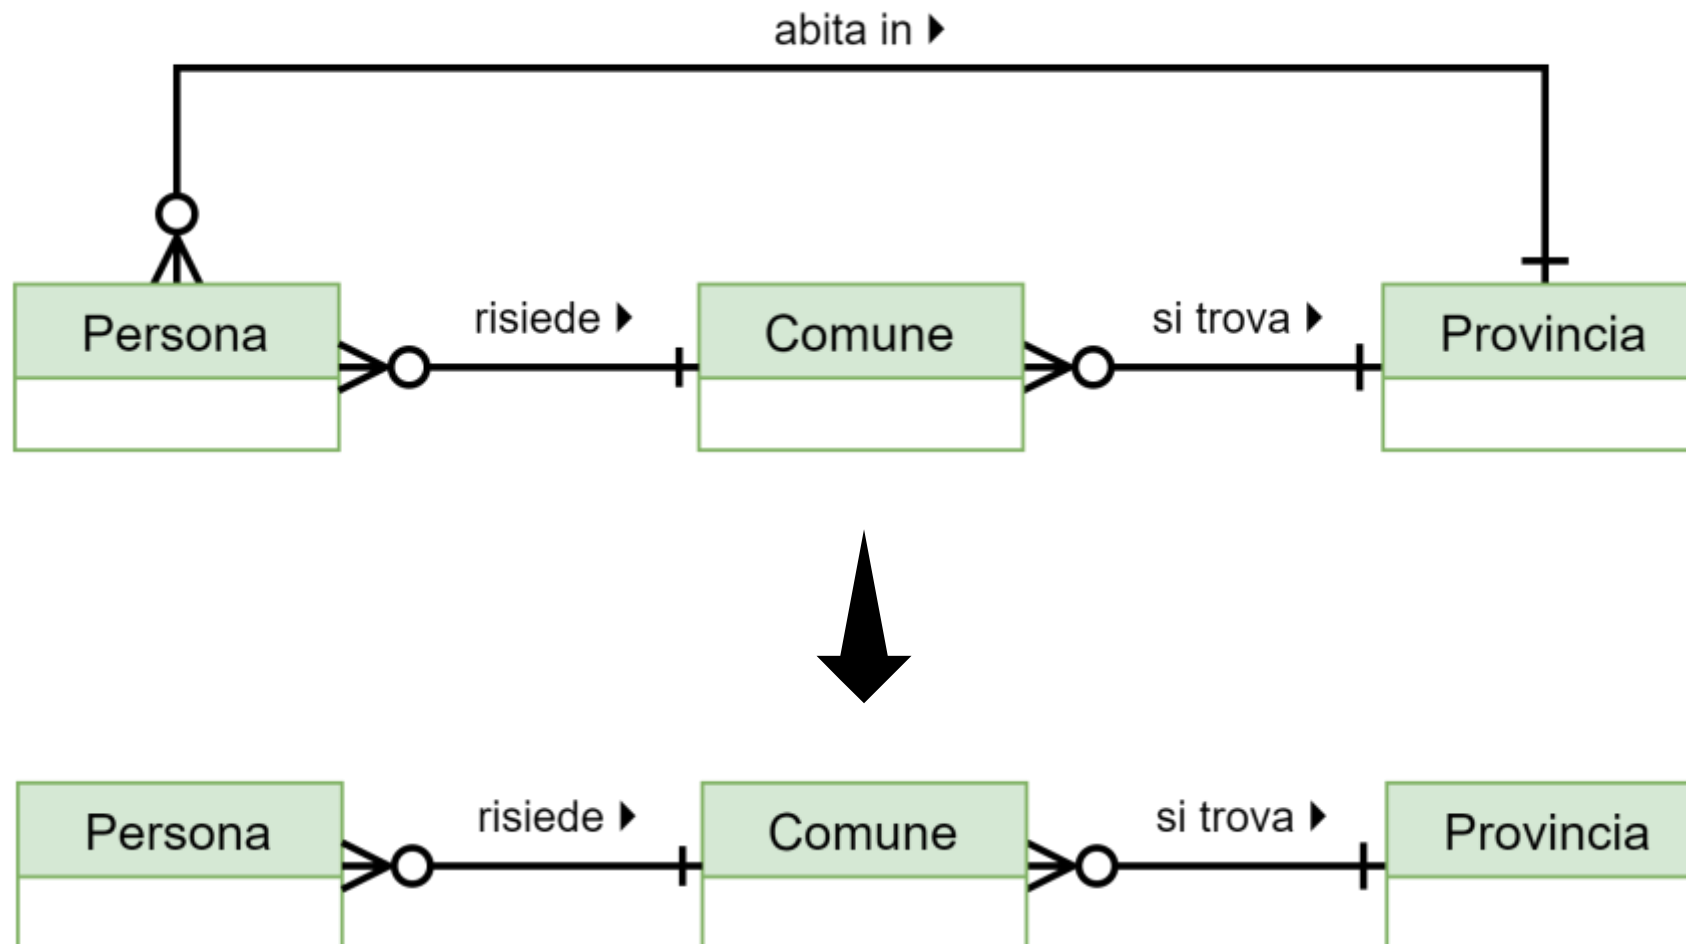 abita in
Persona
risiede
Comune
si trova
Provincia
Persona
risiede
Comune
si trova
Provincia